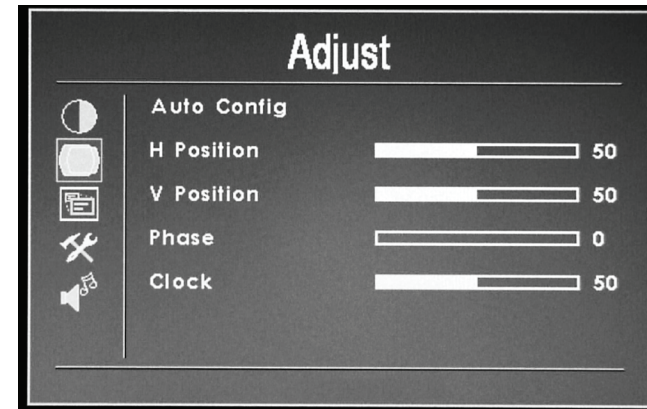 Adjust
Auto Config
H Position 50
V Position 50
Phase 0
Clock 50